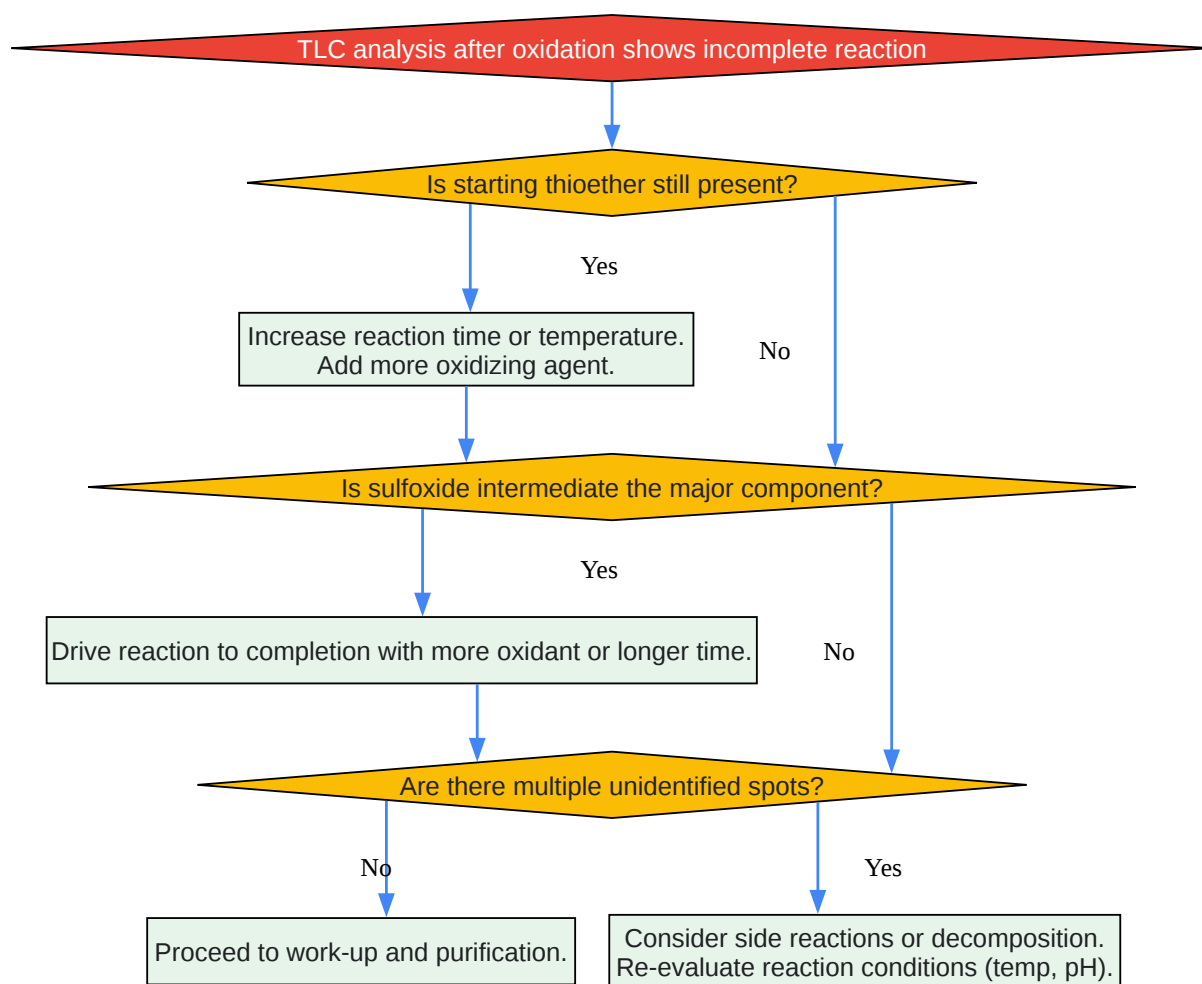 TLC analysis after oxidation shows incomplete reaction
Is starting thioether still present?
Yes
Increase reaction time or temperature.
Add more oxidizing agent.
No
Is sulfoxide intermediate the major component?
Yes
Drive reaction to completion with more oxidant or longer time.
No
Are there multiple unidentified spots?
No
Yes
Proceed to work-up and purification.
Consider side reactions or decomposition.
Re-evaluate reaction conditions (temp, pH).